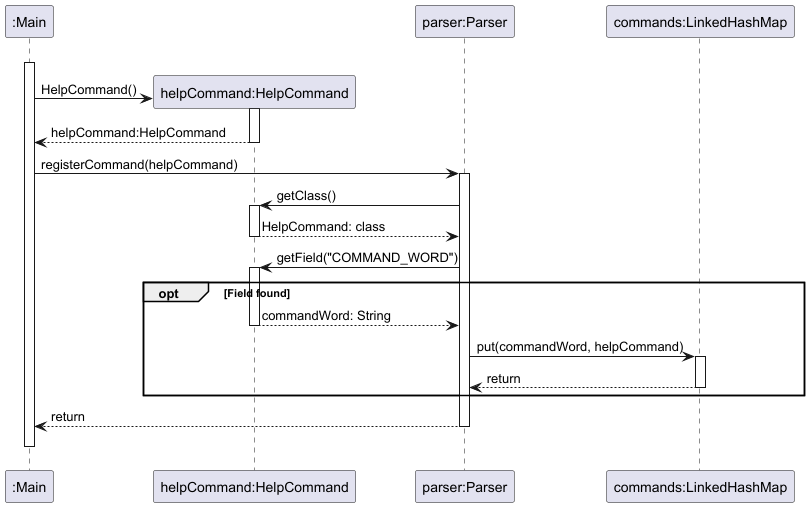 :Main
parser:Parser
commands:LinkedHashMap
HelpCommand()
helpCommand:HelpCommand
helpCommand:HelpCommand
registerCommand(helpCommand)
getClass()
HelpCommand: class
getField("COMMAND_WORD")
opt
[Field found]
commandWord: String
put(commandWord, helpCommand)
return
return
:Main
helpCommand:HelpCommand
parser:Parser
commands:LinkedHashMap